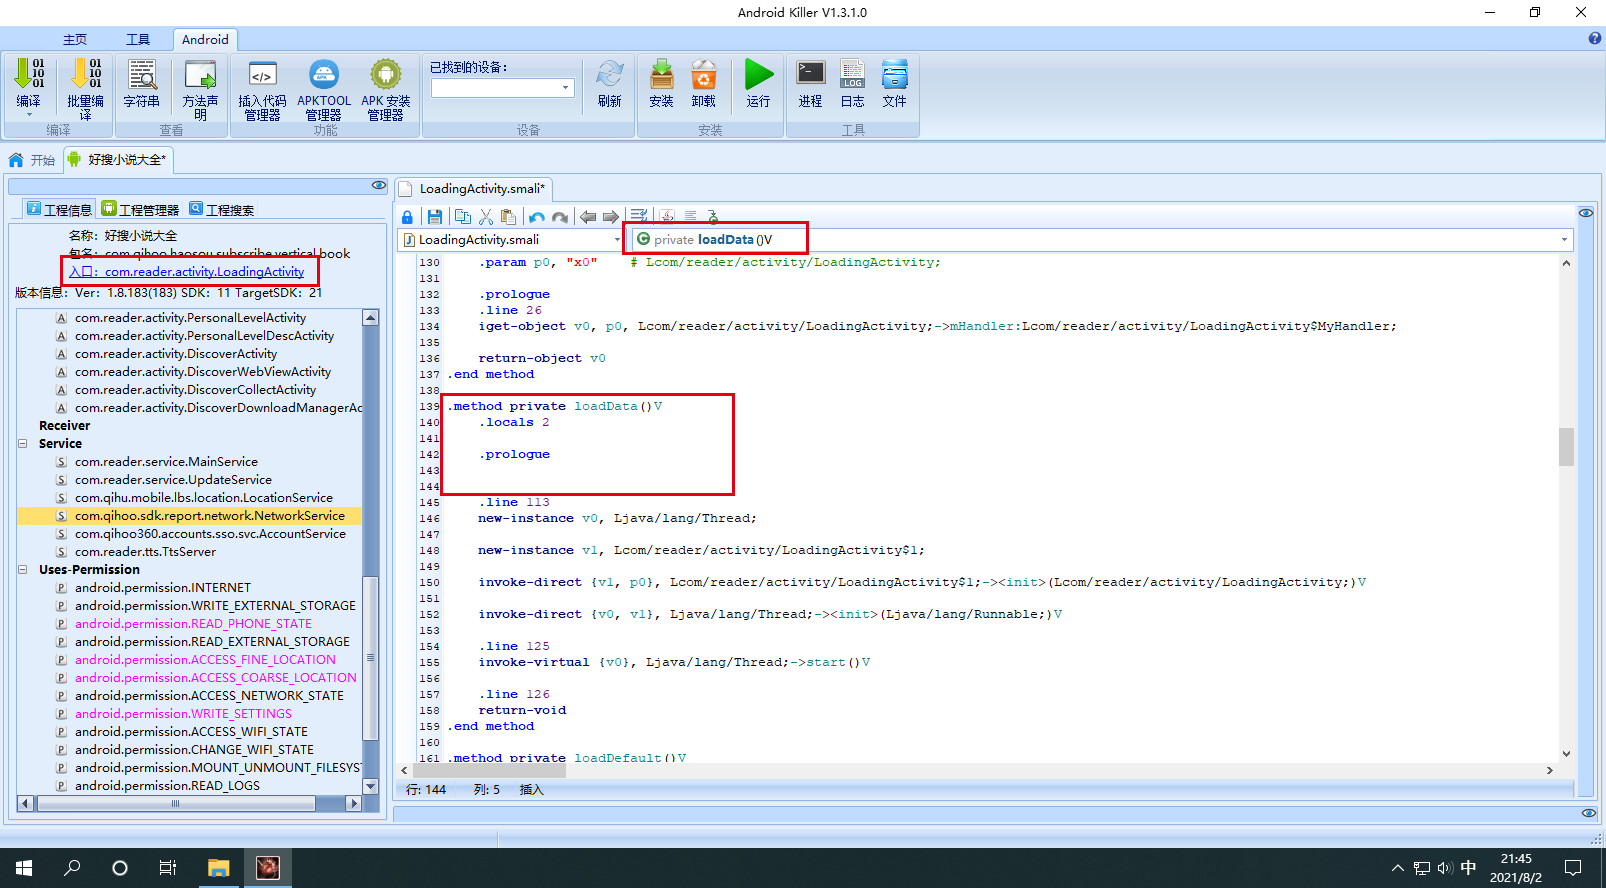 Android Killer V1.3.1.0
主页 工具 Android
编译 批量编译 字符串 方法声明 插入代码管理器 APKTOOL管理器 APK 安装管理器 已找到的设备： 刷新 安装 卸载 运行 进程 日志 文件
编译 查看 功能 设备 安装 工具
开始 好搜小说大全*
LoadingActivity.smali*
工程信息 工程管理器 工程搜索
名称：好搜小说大全
包名：com.qihoo.haosou.subscribe.vertical.book
入口：com.reader.activity.LoadingActivity
版本信息：Ver：1.8.183(183) SDK：11 TargetSDK：21
com.reader.activity.PersonalLevelActivity
com.reader.activity.PersonalLevelDescActivity
com.reader.activity.DiscoverActivity
com.reader.activity.DiscoverWebViewActivity
com.reader.activity.DiscoverCollectActivity
com.reader.activity.DiscoverDownloadManagerAc
Receiver
Service
com.reader.service.MainService
com.reader.service.UpdateService
com.qihu.mobile.lbs.location.LocationService
com.qihoo.sdk.report.network.NetworkService
com.qihoo360.accounts.sso.svc.AccountService
com.reader.tts.TtsServer
Uses-Permission
android.permission.INTERNET
android.permission.WRITE_EXTERNAL_STORAGE
android.permission.READ_PHONE_STATE
android.permission.READ_EXTERNAL_STORAGE
android.permission.ACCESS_FINE_LOCATION
android.permission.ACCESS_COARSE_LOCATION
android.permission.ACCESS_NETWORK_STATE
android.permission.WRITE_SETTINGS
android.permission.ACCESS_WIFI_STATE
android.permission.CHANGE_WIFI_STATE
android.permission.MOUNT_UNMOUNT_FILESYS
android.permission.READ_LOGS
LoadingActivity.smali private loadData()V
130 .param p0, "x0" # Lcom/reader/activity/LoadingActivity;
131
132 .prologue
133 .line 26
134 iget-object v0, p0, Lcom/reader/activity/LoadingActivity;->mHandler:Lcom/reader/activity/LoadingActivity$MyHandler;
135
136 return-object v0
137 .end method
138
139 .method private loadData()V
140 .locals 2
141
142 .prologue
143
144
145 .line 113
146 new-instance v0, Ljava/lang/Thread;
147
148 new-instance v1, Lcom/reader/activity/LoadingActivity$1;
149
150 invoke-direct {v1, p0}, Lcom/reader/activity/LoadingActivity$1;-><init>(Lcom/reader/activity/LoadingActivity;)V
151
152 invoke-direct {v0, v1}, Ljava/lang/Thread;-><init>(Ljava/lang/Runnable;)V
153
154 .line 125
155 invoke-virtual {v0}, Ljava/lang/Thread;->start()V
156
157 .line 126
158 return-void
159 .end method
160
161 .method private loadDefault()V
行: 144 列: 5 插入
中
21:45
2021/8/2